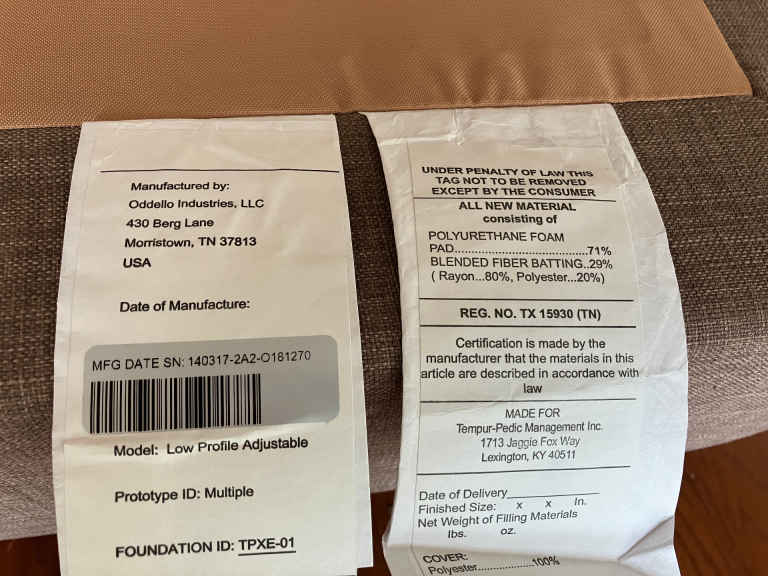 Manufactured by:
Oddello Industries, LLC
430 Berg Lane
Morristown, TN 37813
USA
Date of Manufacture:
MFG DATE SN: 140317-2A2-O181270
Model: Low Profile Adjustable
Prototype ID: Multiple
FOUNDATION ID: TPXE-01
UNDER PENALTY OF LAW THIS
TAG NOT TO BE REMOVED
EXCEPT BY THE CONSUMER
ALL NEW MATERIAL
consisting of
POLYURETHANE FOAM
PAD..........................................71%
BLENDED FIBER BATTING..29%
( Rayon...80%, Polyester...20%)
REG. NO. TX 15930 (TN)
Certification is made by the
manufacturer that the materials in this
article are described in accordance with
law
MADE FOR
Tempur-Pedic Management Inc.
1713 Jaggie Fox Way
Lexington, KY 40511
Date of Delivery_______________
Finished Size: x x In.
Net Weight of Filling Materials
lbs. oz.
COVER:
Polyester..................100%